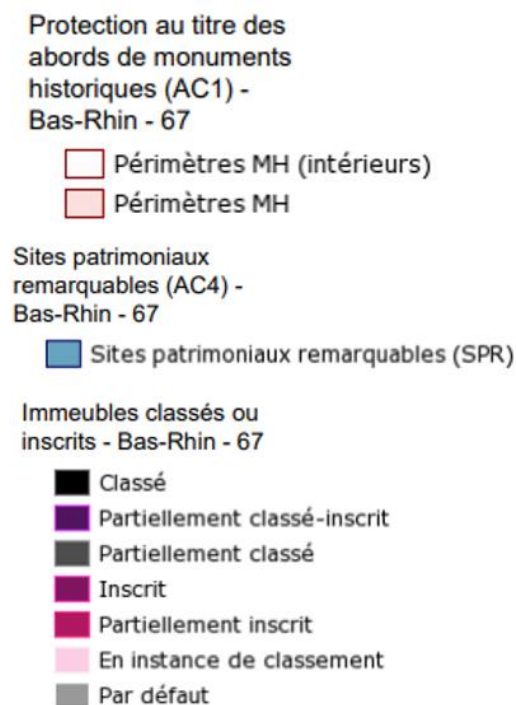 Protection au titre des
abords de monuments
historiques (AC1) -
Bas-Rhin - 67
Périmètres MH (intérieurs)
Périmètres MH
Sites patrimoniaux
remarquables (AC4) -
Bas-Rhin - 67
Sites patrimoniaux remarquables (SPR)
Immeubles classés ou
inscrits - Bas-Rhin - 67
Classé
Partiellement classé-inscrit
Partiellement classé
Inscrit
Partiellement inscrit
En instance de classement
Par défaut